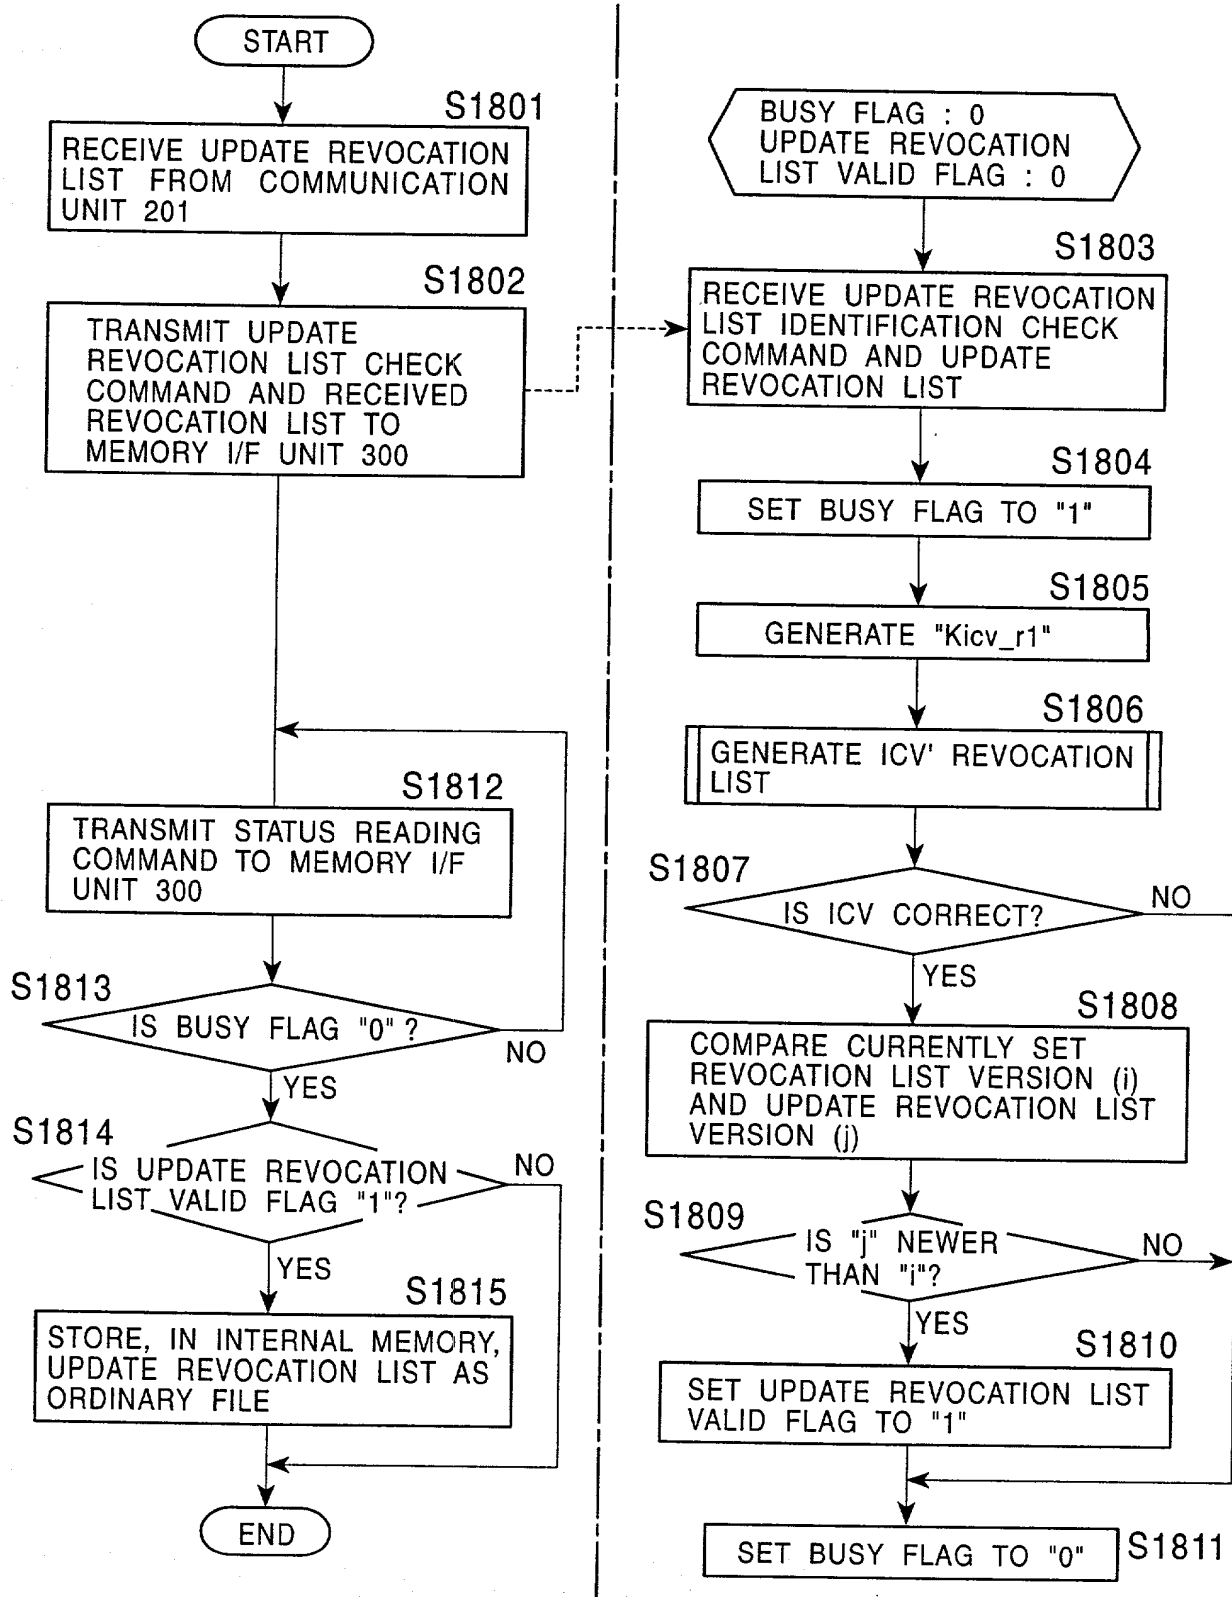 START
S1801
RECEIVE UPDATE REVOCATION
LIST FROM COMMUNICATION
UNIT 201
S1802
TRANSMIT UPDATE
REVOCATION LIST CHECK
COMMAND AND RECEIVED
REVOCATION LIST TO
MEMORY I/F UNIT 300
S1812
TRANSMIT STATUS READING
COMMAND TO MEMORY I/F
UNIT 300
S1813
IS BUSY FLAG "0" ?
NO
YES
S1814
IS UPDATE REVOCATION
LIST VALID FLAG "1"?
NO
YES
S1815
STORE, IN INTERNAL MEMORY,
UPDATE REVOCATION LIST AS
ORDINARY FILE
END
BUSY FLAG : 0
UPDATE REVOCATION
LIST VALID FLAG : 0
S1803
RECEIVE UPDATE REVOCATION
LIST IDENTIFICATION CHECK
COMMAND AND UPDATE
REVOCATION LIST
S1804
SET BUSY FLAG TO "1"
S1805
GENERATE "Kicv_r1"
S1806
GENERATE ICV' REVOCATION
LIST
S1807
IS ICV CORRECT?
NO
YES
S1808
COMPARE CURRENTLY SET
REVOCATION LIST VERSION (i)
AND UPDATE REVOCATION LIST
VERSION (j)
S1809
IS "j" NEWER
THAN "i"?
NO
YES
S1810
SET UPDATE REVOCATION LIST
VALID FLAG TO "1"
SET BUSY FLAG TO "0"
S1811